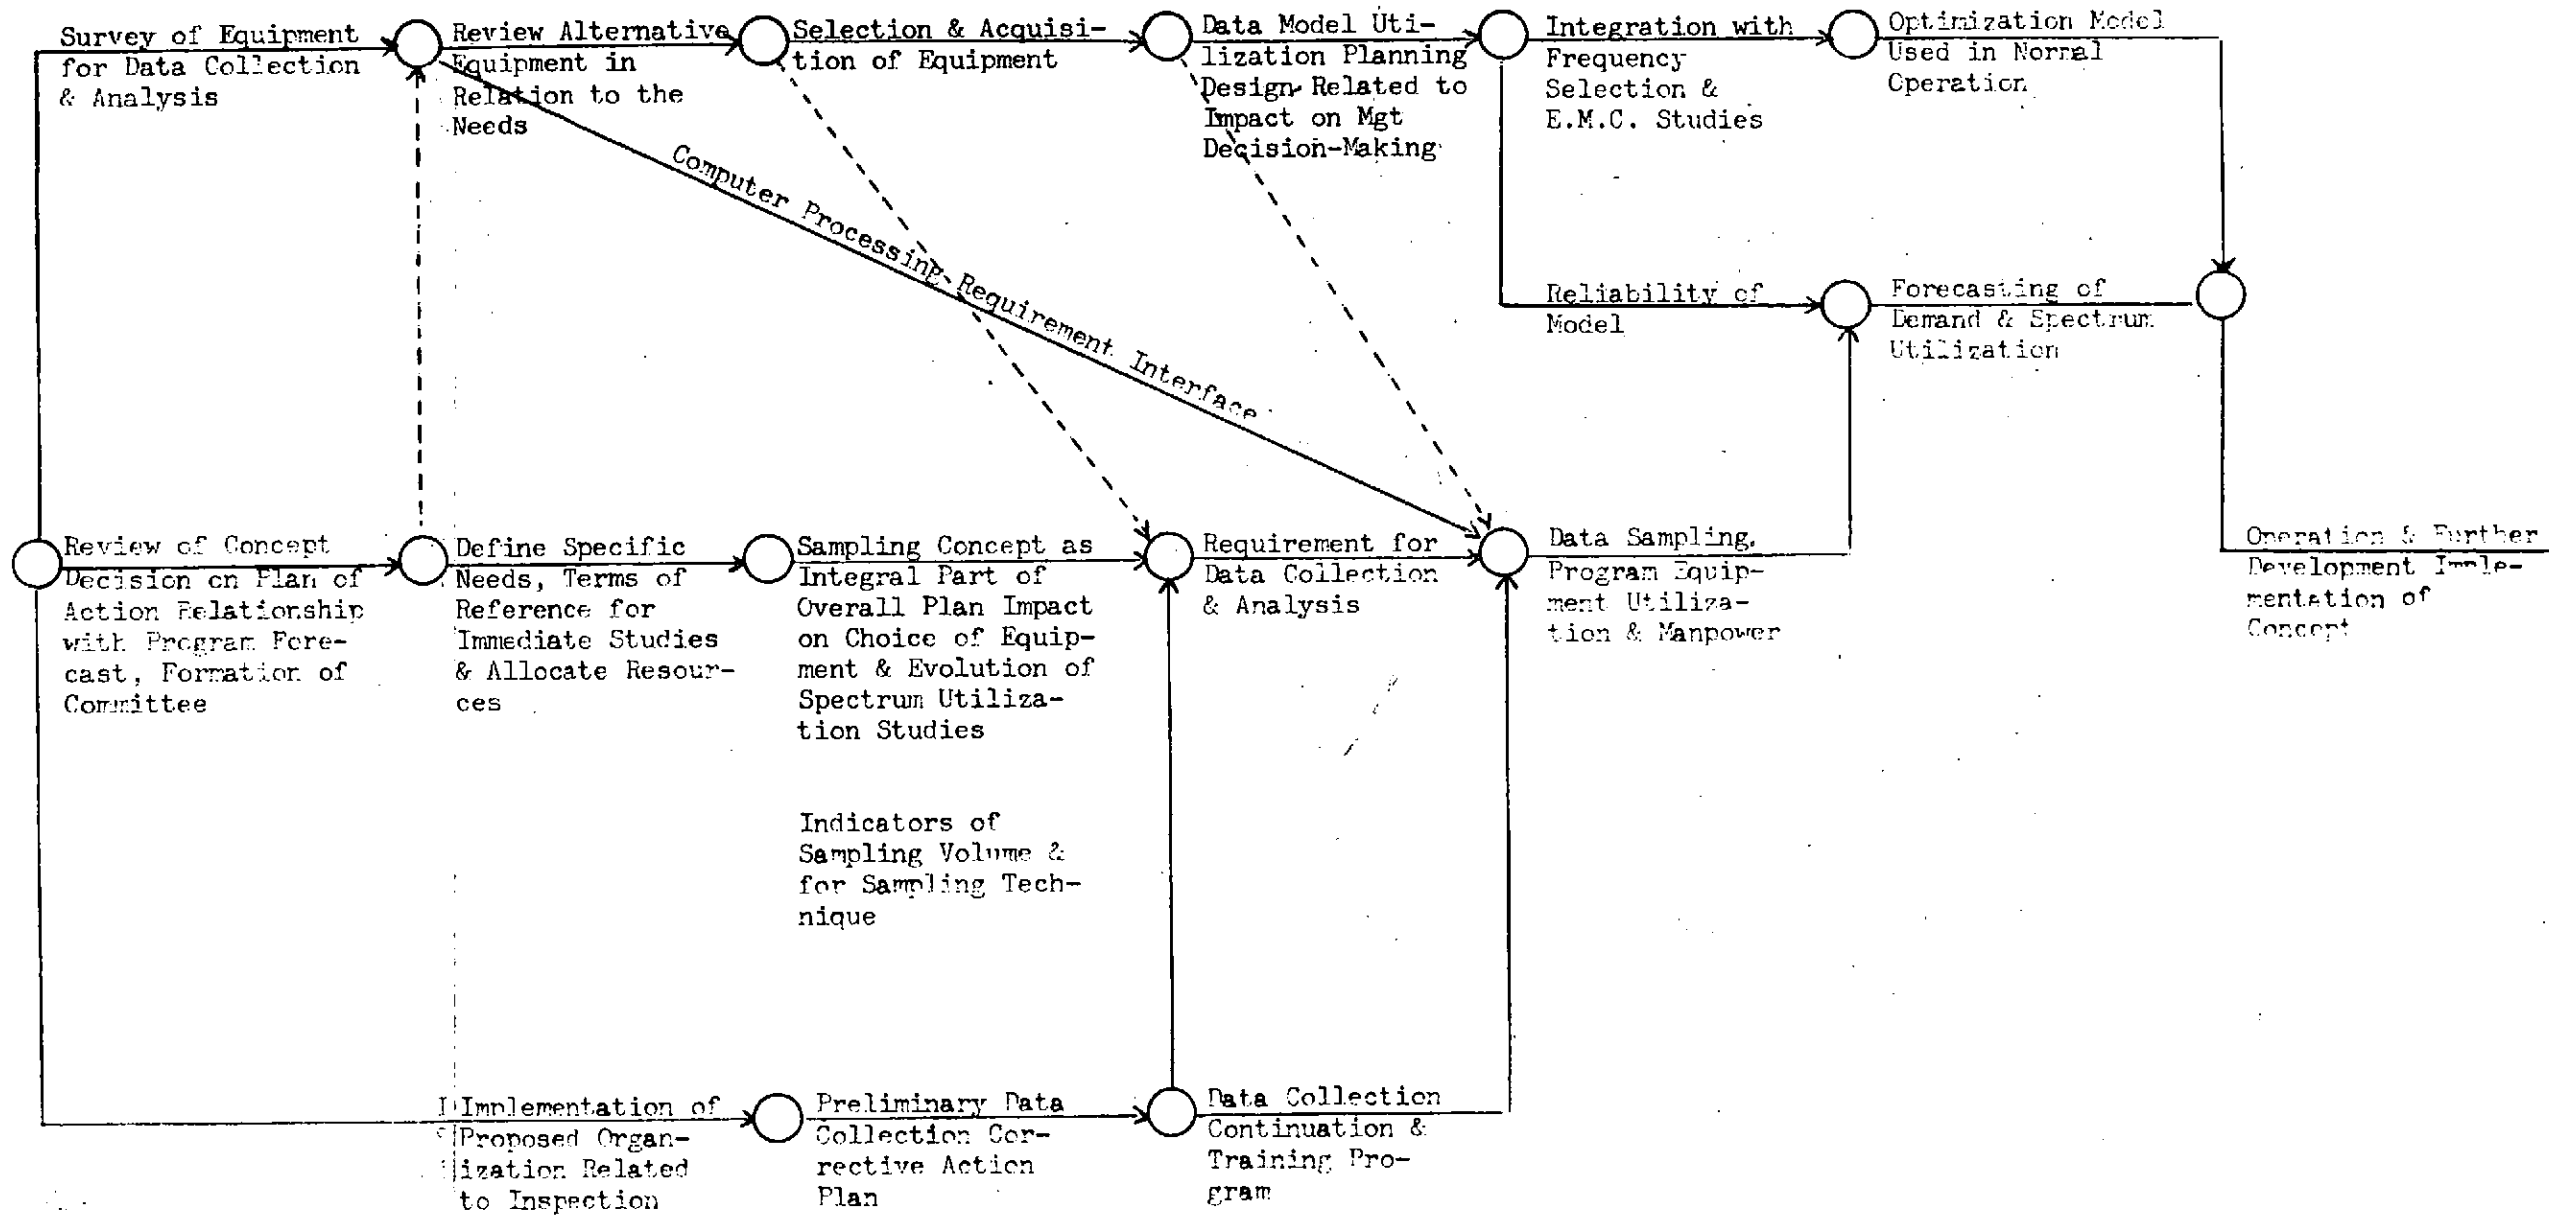 Survey of Equipment
for Data Collection
& Analysis
Review Alternative
Equipment in
Relation to the
Needs
Selection & Acquisi-
tion of Equipment
Data Model Uti-
lization Planning
Design Related to
Impact on Mgt
Decision-Making
Integration with
Frequency
Selection &
E.M.C. Studies
Optimization Model
Used in Normal
Operation
Computer Processing Requirement Interface
Reliability of
Model
Forecasting of
Demand & Spectrum
Utilization
Review of Concept
Decision on Plan of
Action Relationship
with Program Fore-
cast, Formation of
Committee
Define Specific
Needs, Terms of
Reference for
Immediate Studies
& Allocate Resour-
ces
Sampling Concept as
Integral Part of
Overall Plan Impact
on Choice of Equip-
ment & Evolution of
Spectrum Utiliza-
tion Studies
Indicators of
Sampling Volume &
for Sampling Tech-
nique
Requirement for
Data Collection
& Analysis
Data Sampling,
Program Equip-
ment Utiliza-
tion & Manpower
Operation & Further
Development Imple-
mentation of
Concept
Implementation of
Proposed Organ-
ization Related
to Inspection
Preliminary Data
Collection Cor-
rective Action
Plan
Data Collection
Continuation &
Training Pro-
gram